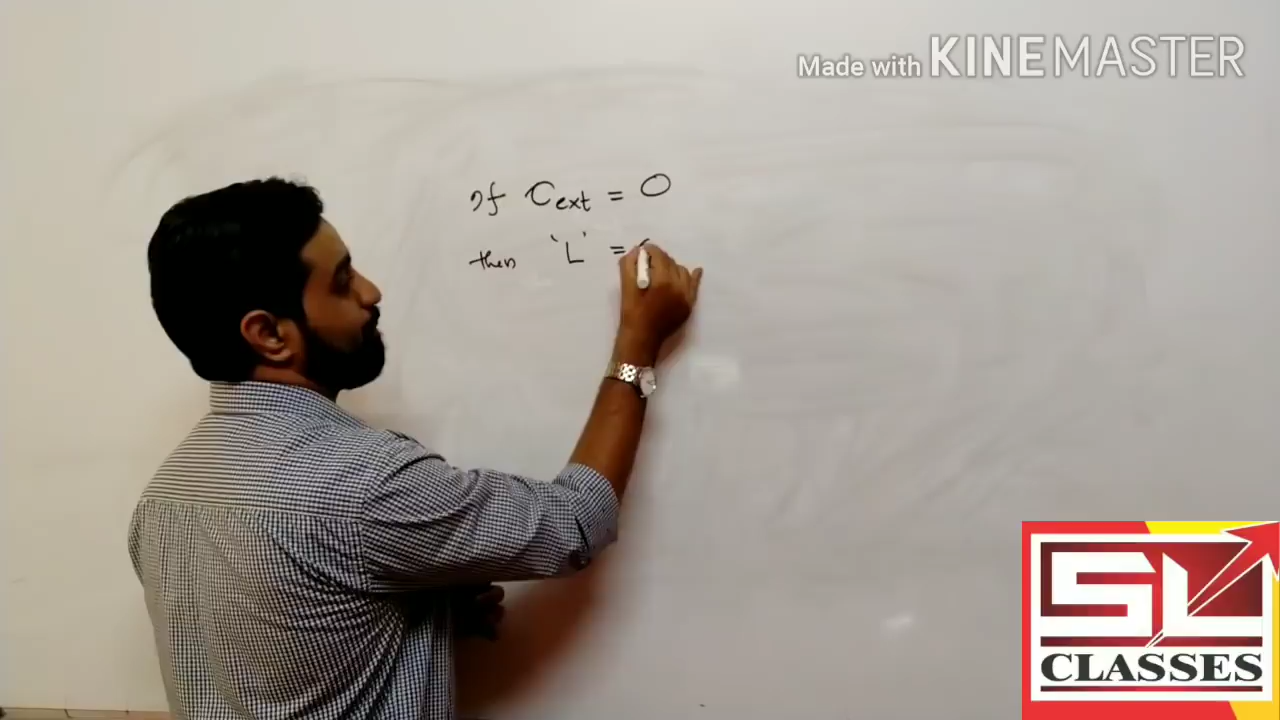 Made with KINEMASTER
If τext = 0
then 'L' =
SL
CLASSES